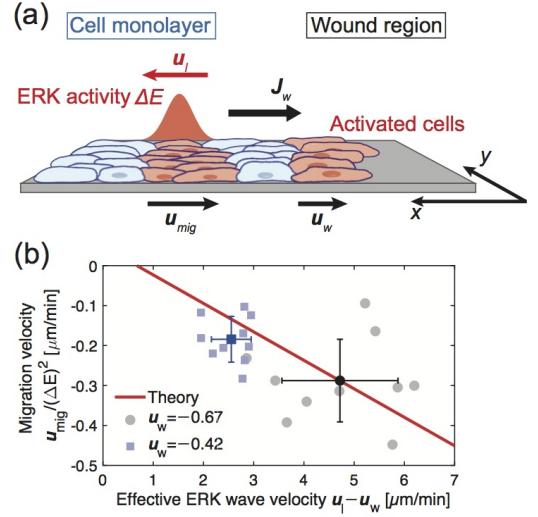 (a)
Cell monolayer
Wound region
u_l
ERK activity ΔE
J_w
Activated cells
y
x
u_mig
u_w
(b)
0
-0.1
-0.2
-0.3
-0.4
-0.5
Migration velocity
u_mig/(ΔE)² [μm/min]
Theory
u_w=−0.67
u_w=−0.42
0 1 2 3 4 5 6 7
Effective ERK wave velocity u_l−u_w [μm/min]